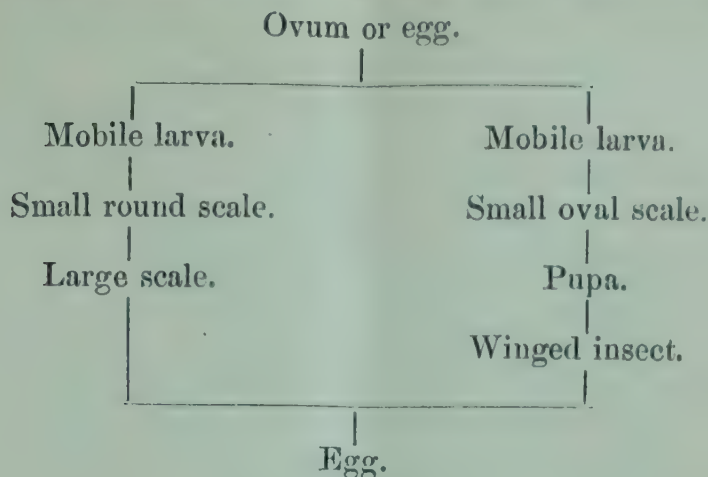 Ovum or egg.
Mobile larva. Mobile larva.
Small round scale. Small oval scale.
Large scale. Pupa.
Winged insect.
Egg.